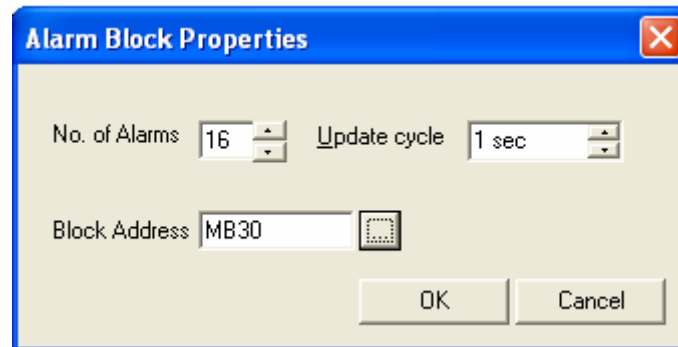 Alarm Block Properties
No. of Alarms 16 Update cycle 1 sec
Block Address MB30 ...
OK Cancel